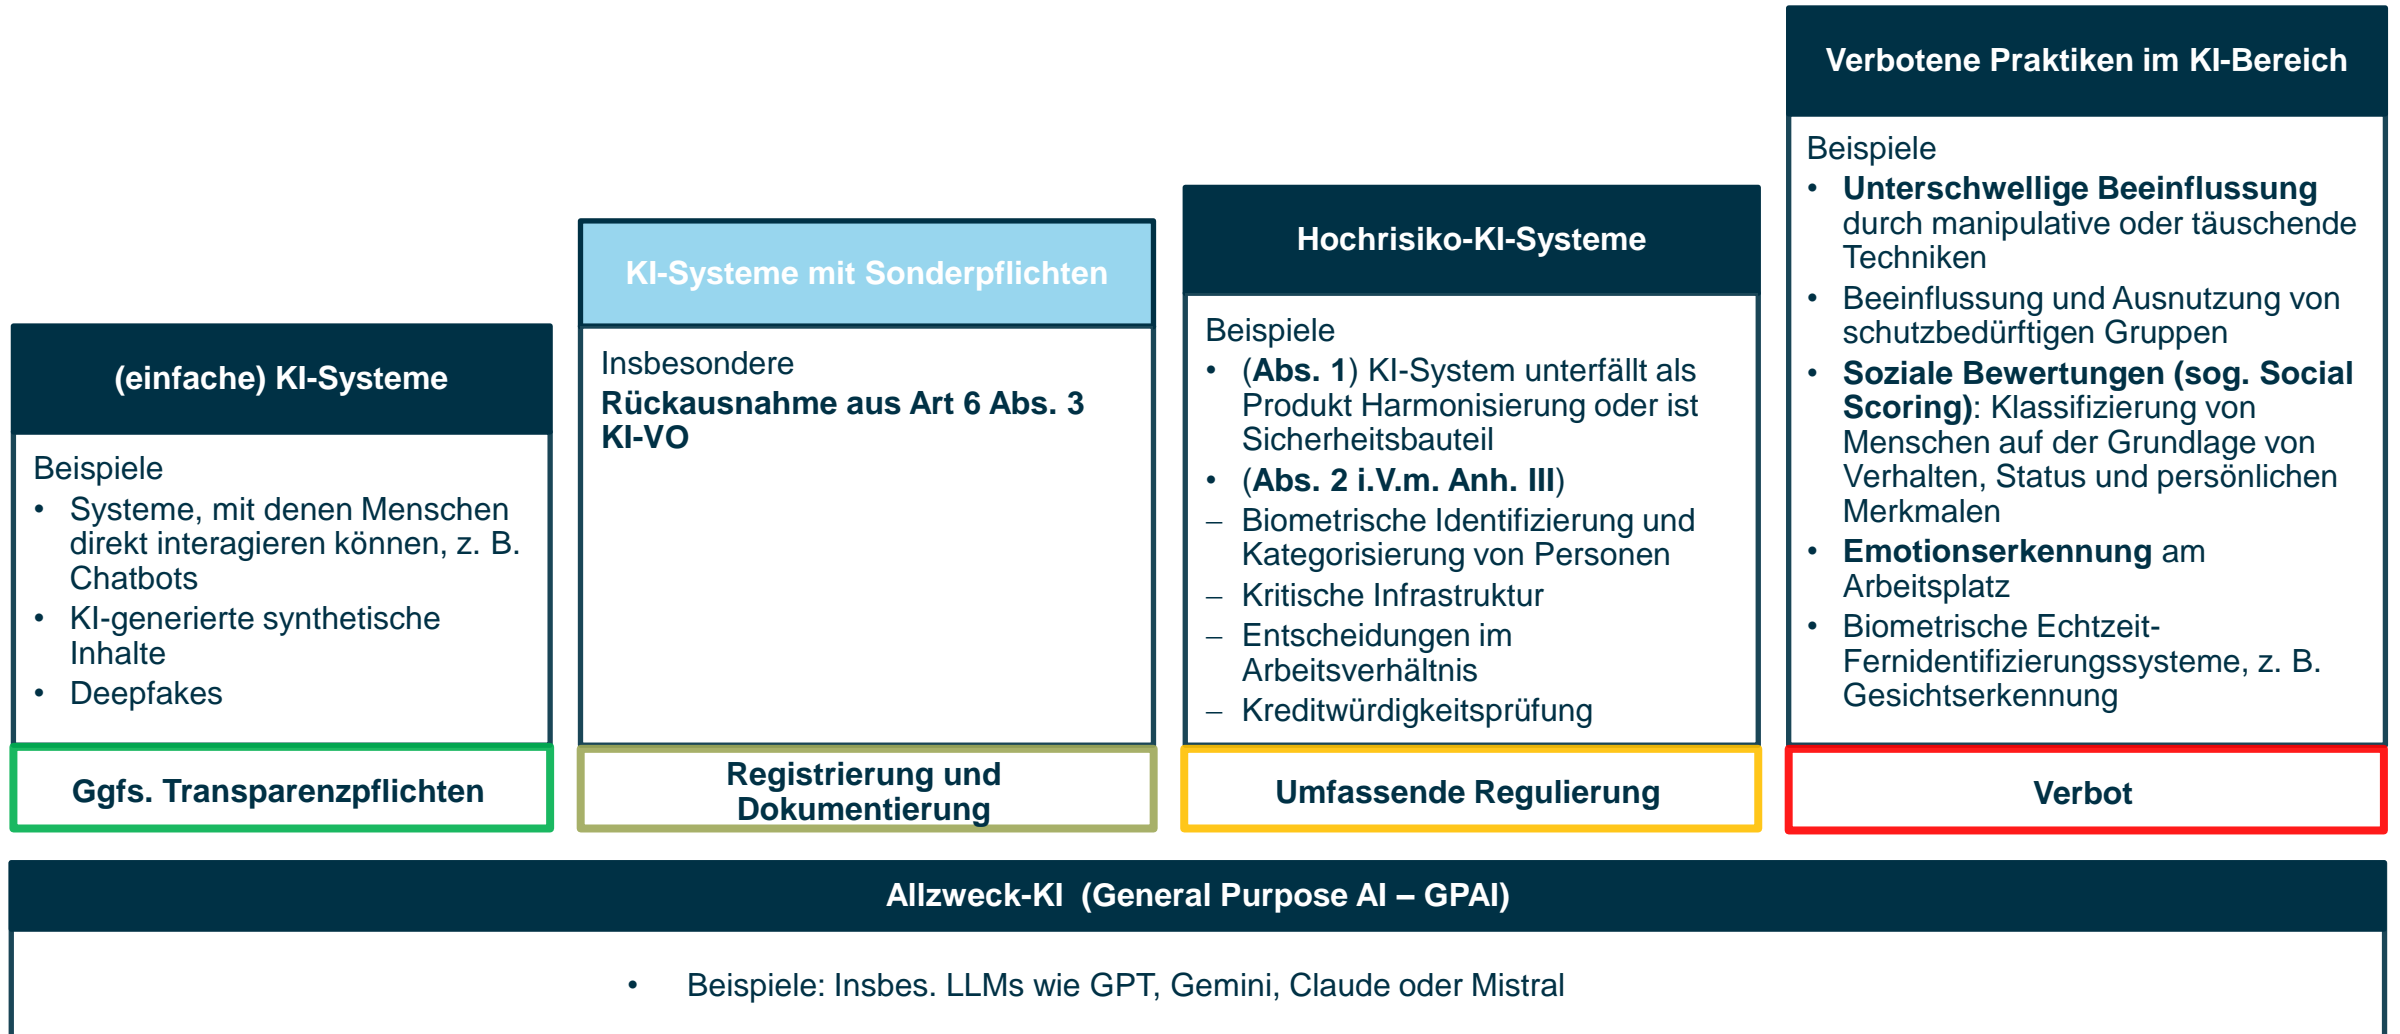 (einfache) KI-Systeme
Beispiele
• Systeme, mit denen Menschen
direkt interagieren können, z. B.
Chatbots
• KI-generierte synthetische
Inhalte
• Deepfakes
Ggfs. Transparenzpflichten
KI-Systeme mit Sonderpflichten
Insbesondere
Rückausnahme aus Art 6 Abs. 3
KI-VO
Registrierung und
Dokumentierung
Hochrisiko-KI-Systeme
Beispiele
• (Abs. 1) KI-System unterfällt als
Produkt Harmonisierung oder ist
Sicherheitsbauteil
• (Abs. 2 i.V.m. Anh. III)
– Biometrische Identifizierung und
Kategorisierung von Personen
– Kritische Infrastruktur
– Entscheidungen im
Arbeitsverhältnis
– Kreditwürdigkeitsprüfung
Umfassende Regulierung
Verbotene Praktiken im KI-Bereich
Beispiele
• Unterschwellige Beeinflussung
durch manipulative oder täuschende
Techniken
• Beeinflussung und Ausnutzung von
schutzbedürftigen Gruppen
• Soziale Bewertungen (sog. Social
Scoring): Klassifizierung von
Menschen auf der Grundlage von
Verhalten, Status und persönlichen
Merkmalen
• Emotionserkennung am
Arbeitsplatz
• Biometrische Echtzeit-
Fernidentifizierungssysteme, z. B.
Gesichtserkennung
Verbot
Allzweck-KI (General Purpose AI – GPAI)
• Beispiele: Insbes. LLMs wie GPT, Gemini, Claude oder Mistral